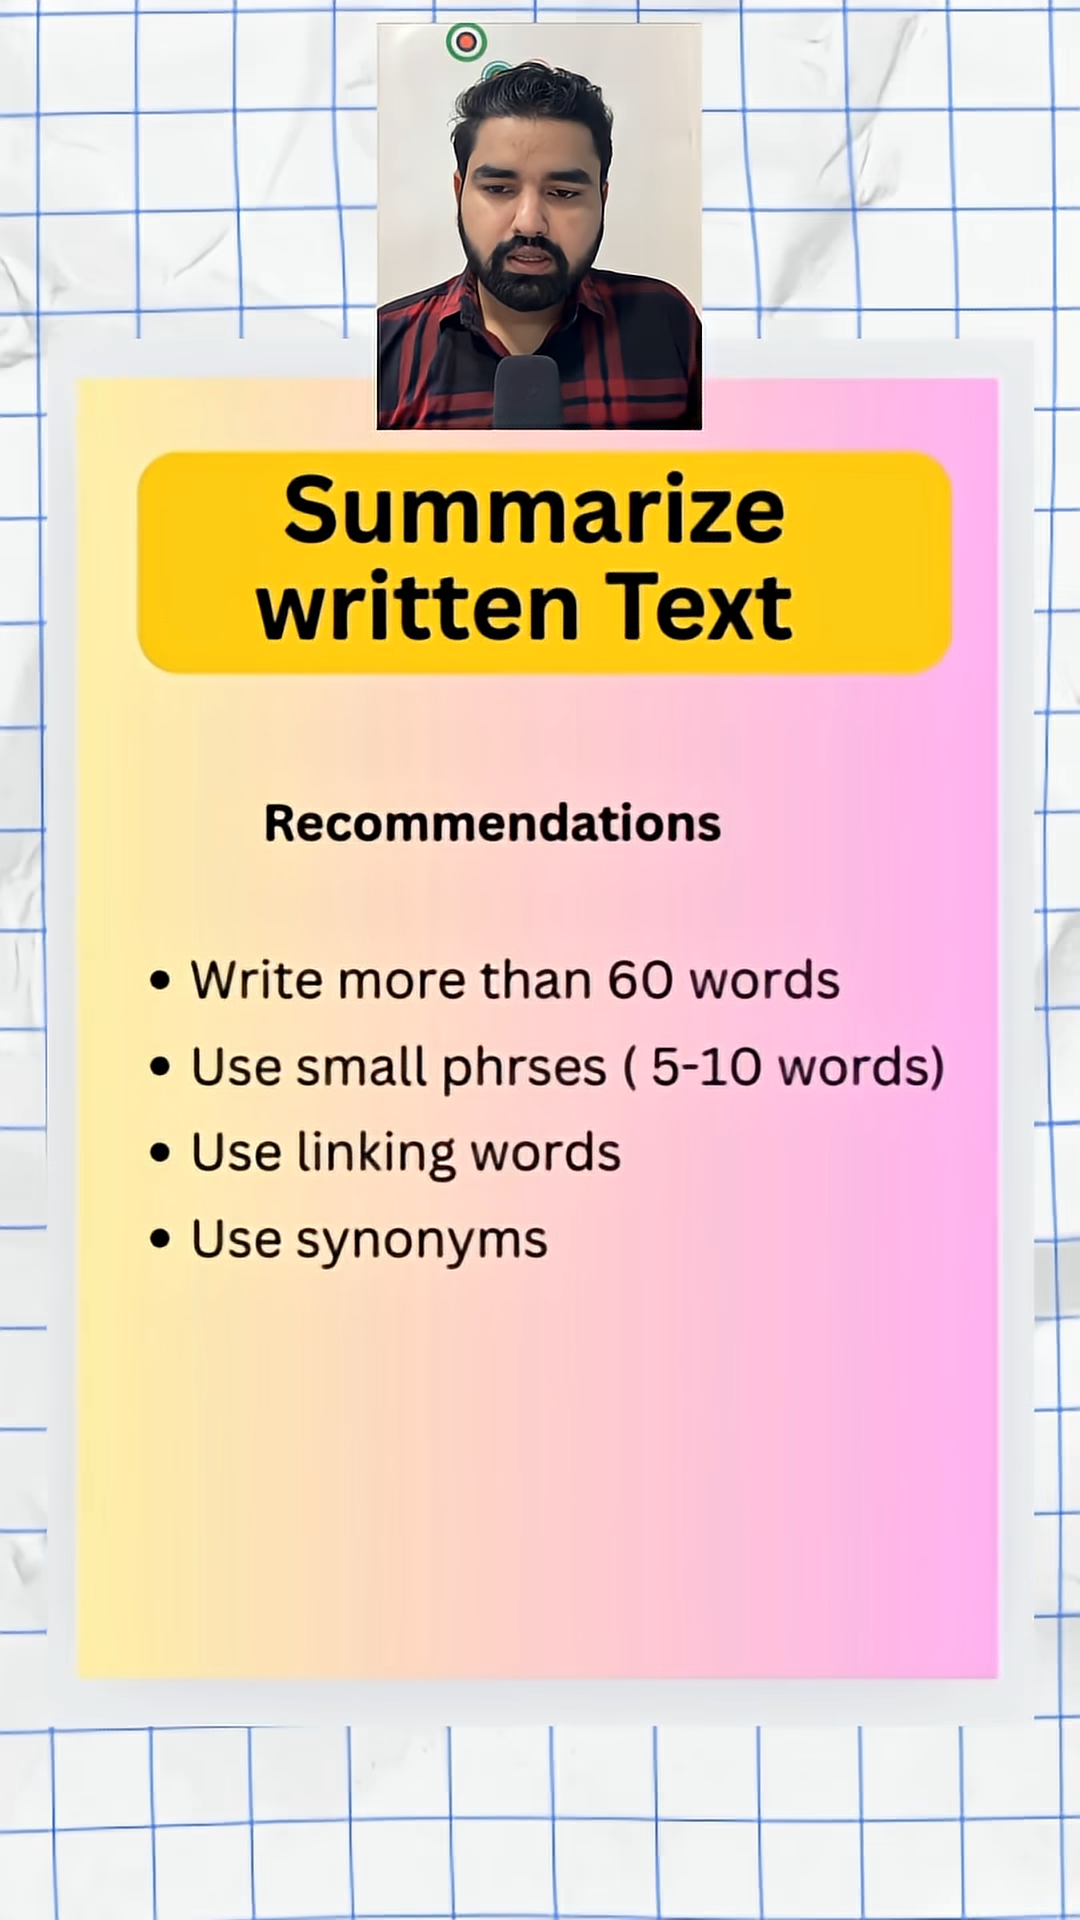 Summarize
written Text
Recommendations
• Write more than 60 words
• Use small phrses ( 5-10 words)
• Use linking words
• Use synonyms